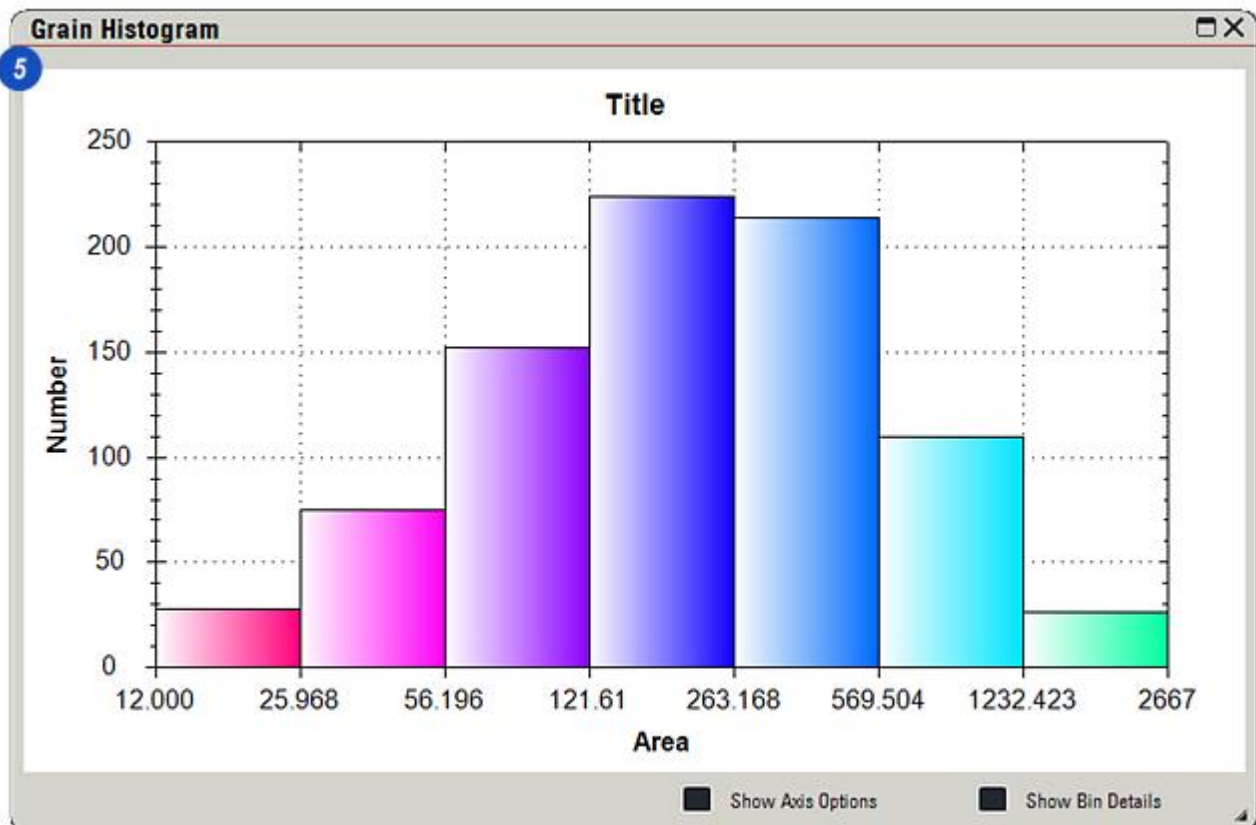 Grain Histogram
5
Title
250
200
150
100
50
0
Number
12.000 25.968 56.196 121.61 263.168 569.504 1232.423 2667
Area
Show Axis Options Show Bin Details